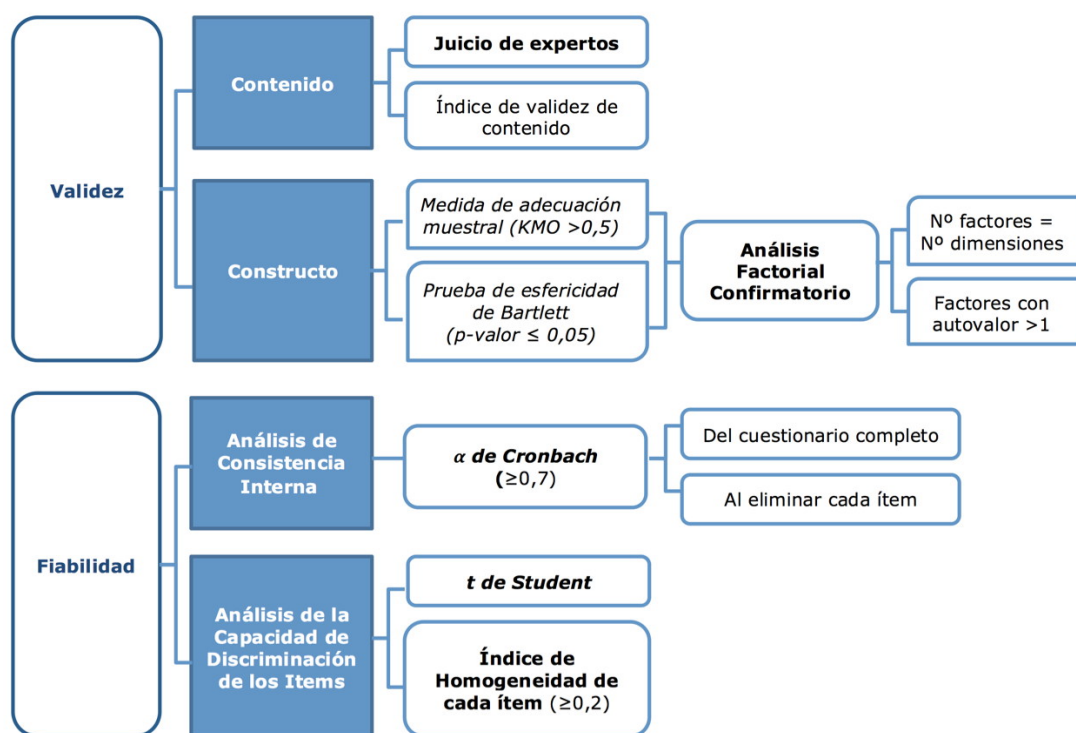 Validez
Contenido
Juicio de expertos
Índice de validez de
contenido
Constructo
Medida de adecuación
muestral (KMO >0,5)
Prueba de esfericidad
de Bartlett
(p-valor ≤ 0,05)
Análisis
Factorial
Confirmatorio
Nº factores =
Nº dimensiones
Factores con
autovalor >1
Fiabilidad
Análisis de
Consistencia
Interna
α de Cronbach
(≥0,7)
Del cuestionario completo
Al eliminar cada ítem
Análisis de la
Capacidad de
Discriminación
de los Items
t de Student
Índice de
Homogeneidad de
cada ítem (≥0,2)